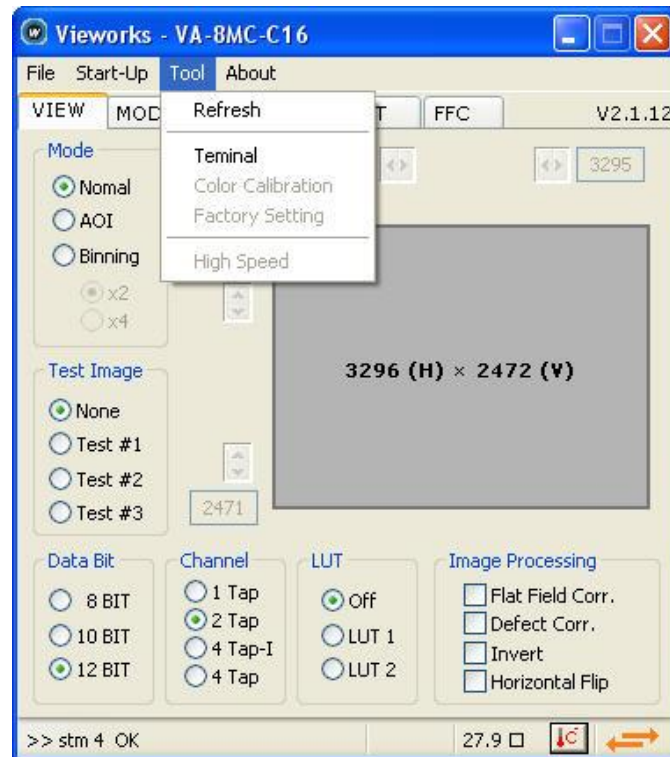 Vieworks - VA-8MC-C16
File Start-Up Tool About
VIEW MOD T FFC V2.1.12
Refresh
Teminal
Color Calibration
Factory Setting
High Speed
Mode
Nomal
AOI
Binning
x2
x4
3295
3296 (H) × 2472 (V)
Test Image
None
Test #1
Test #2
Test #3
2471
Data Bit
8 BIT
10 BIT
12 BIT
Channel
1 Tap
2 Tap
4 Tap-I
4 Tap
LUT
Off
LUT 1
LUT 2
Image Processing
Flat Field Corr.
Defect Corr.
Invert
Horizontal Flip
>> stm 4 OK 27.9 □ C